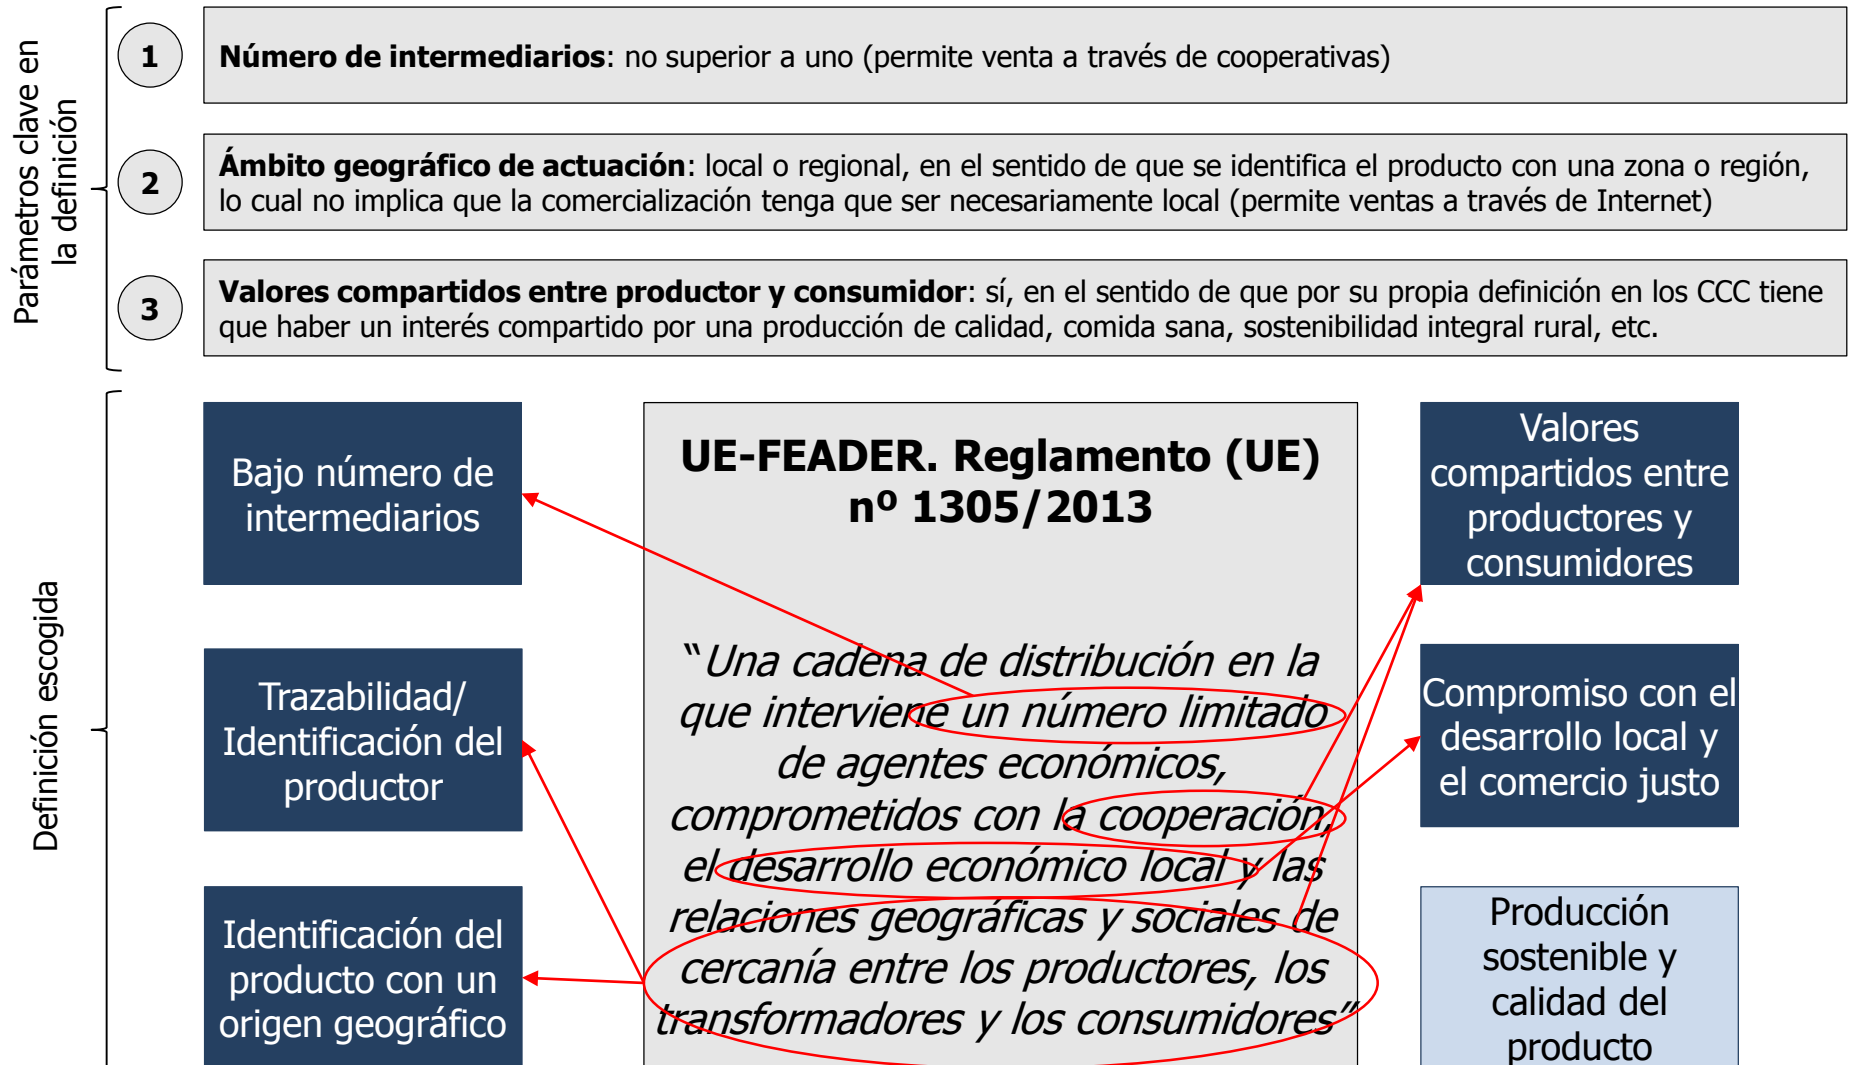 Parámetros clave en
la definición
1
Número de intermediarios: no superior a uno (permite venta a través de cooperativas)
2
Ámbito geográfico de actuación: local o regional, en el sentido de que se identifica el producto con una zona o región,
lo cual no implica que la comercialización tenga que ser necesariamente local (permite ventas a través de Internet)
3
Valores compartidos entre productor y consumidor: sí, en el sentido de que por su propia definición en los CCC tiene
que haber un interés compartido por una producción de calidad, comida sana, sostenibilidad integral rural, etc.
Definición escogida
Bajo número de
intermediarios
Trazabilidad/
Identificación del
productor
Identificación del
producto con un
origen geográfico
UE-FEADER. Reglamento (UE)
nº 1305/2013
“Una cadena de distribución en la
que interviene un número limitado
de agentes económicos,
comprometidos con la cooperación,
el desarrollo económico local y las
relaciones geográficas y sociales de
cercanía entre los productores, los
transformadores y los consumidores”
Valores
compartidos entre
productores y
consumidores
Compromiso con el
desarrollo local y
el comercio justo
Producción
sostenible y
calidad del
producto